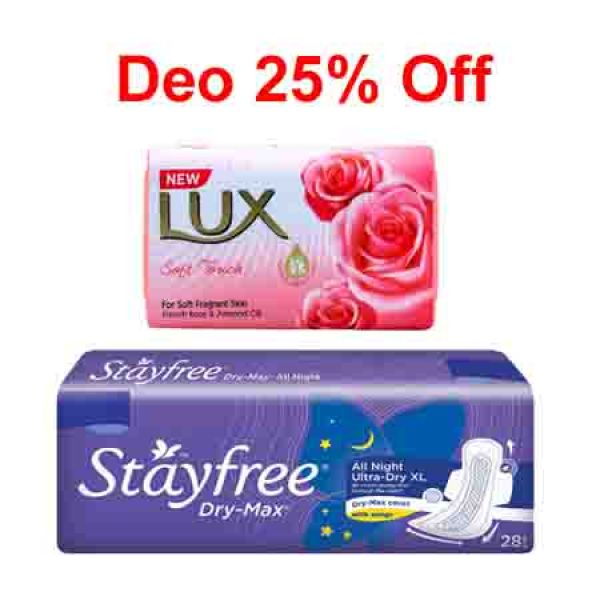 Deo 25% Off
NEW
LUX
Soft Touch
For Soft Fragrant Skin
French Rose & Almond Oil
Stayfree Dry-Max All Night
Stayfree
Dry-Max
All Night
Ultra-Dry XL
Dry-Max cover
with wings
28